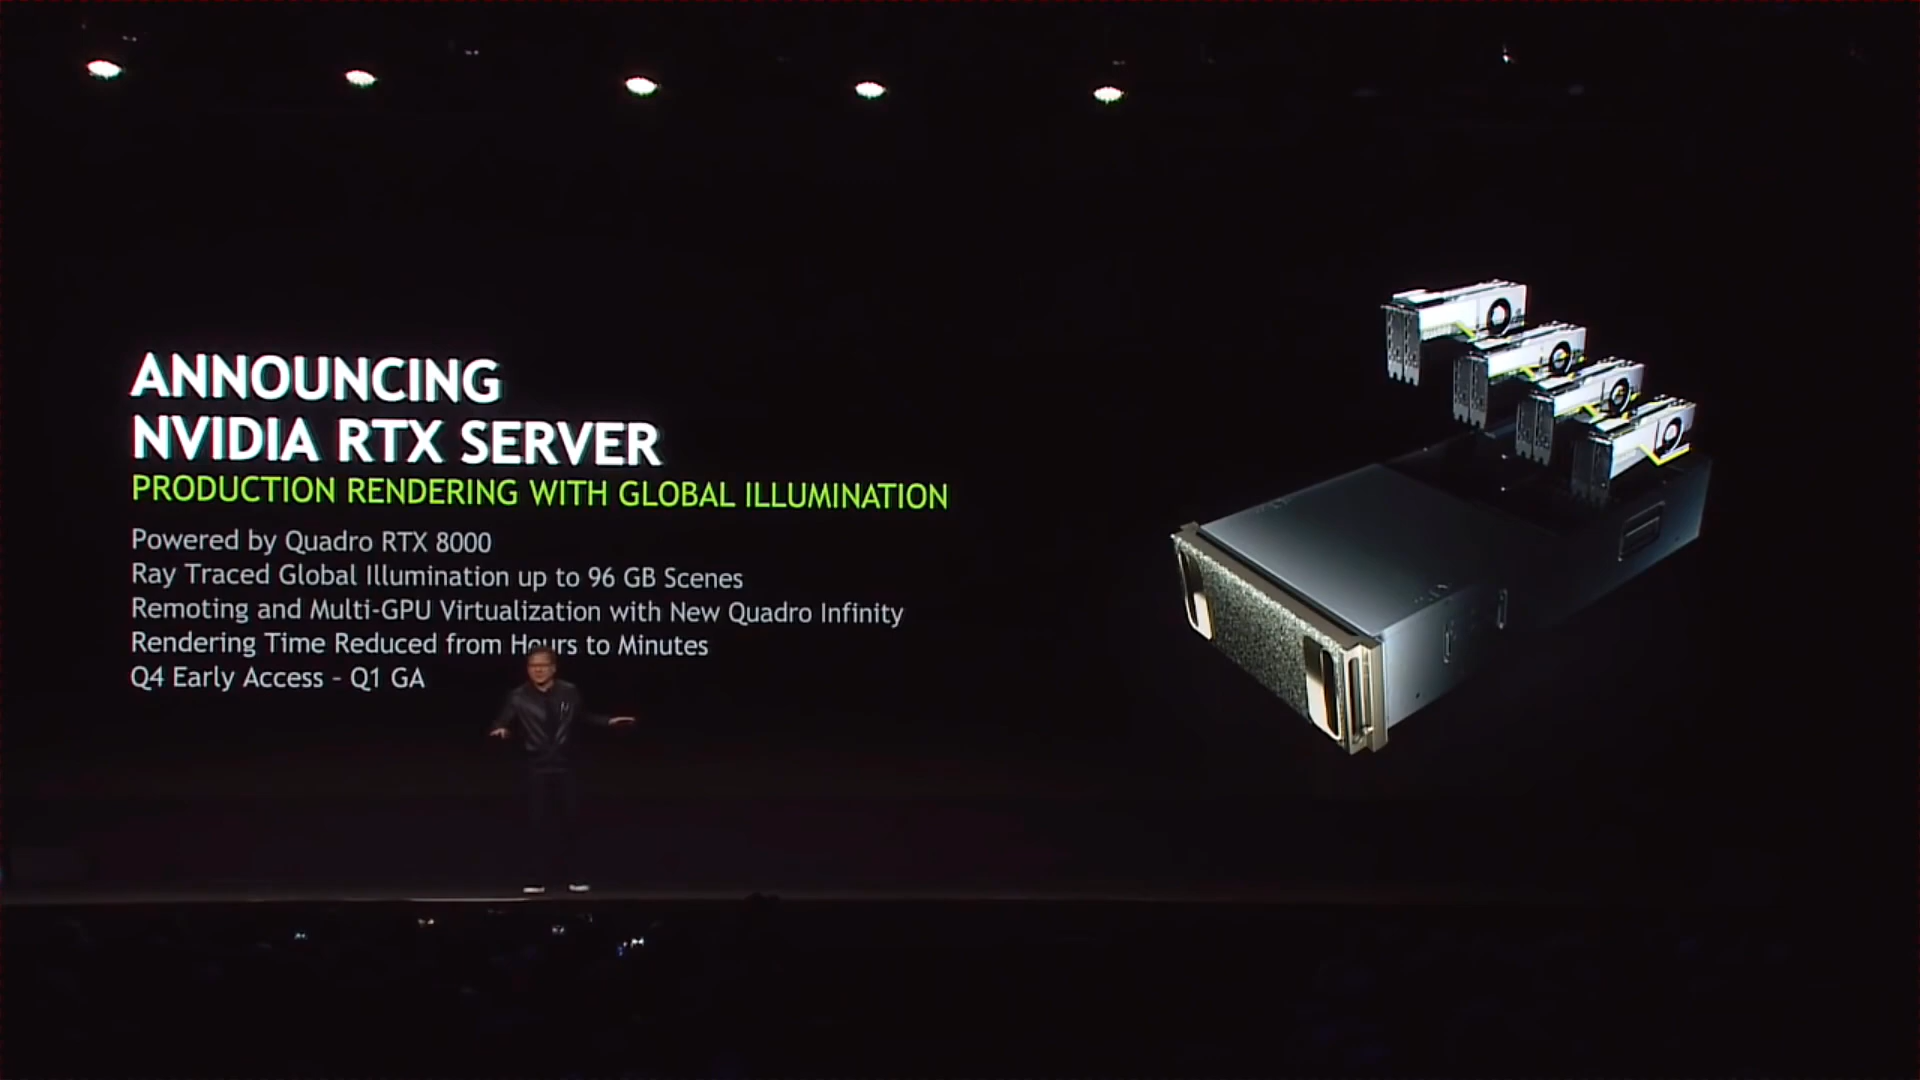 ANNOUNCING
NVIDIA RTX SERVER
PRODUCTION RENDERING WITH GLOBAL ILLUMINATION
Powered by Quadro RTX 8000
Ray Traced Global Illumination up to 96 GB Scenes
Remoting and Multi-GPU Virtualization with New Quadro Infinity
Rendering Time Reduced from Hours to Minutes
Q4 Early Access – Q1 GA